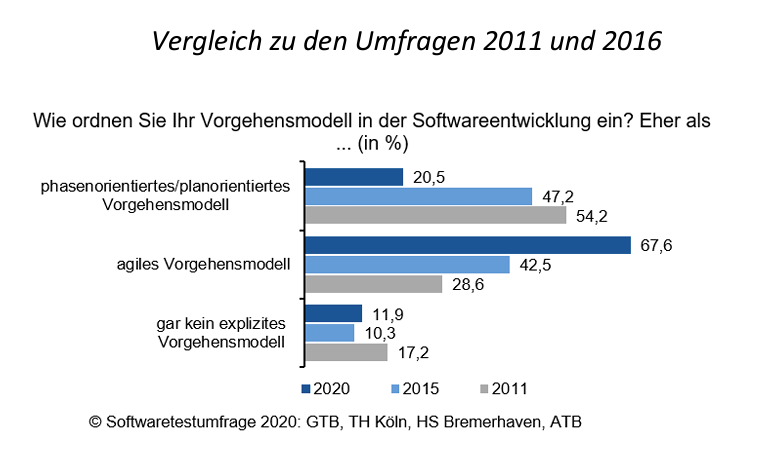 Vergleich zu den Umfragen 2011 und 2016
Wie ordnen Sie Ihr Vorgehensmodell in der Softwareentwicklung ein? Eher als
... (in %)
phasenorientiertes/planorientiertes
Vorgehensmodell
20,5
47,2
54,2
agiles Vorgehensmodell
67,6
42,5
28,6
gar kein explizites
Vorgehensmodell
11,9
10,3
17,2
2020 2015 2011
© Softwaretestumfrage 2020: GTB, TH Köln, HS Bremerhaven, ATB